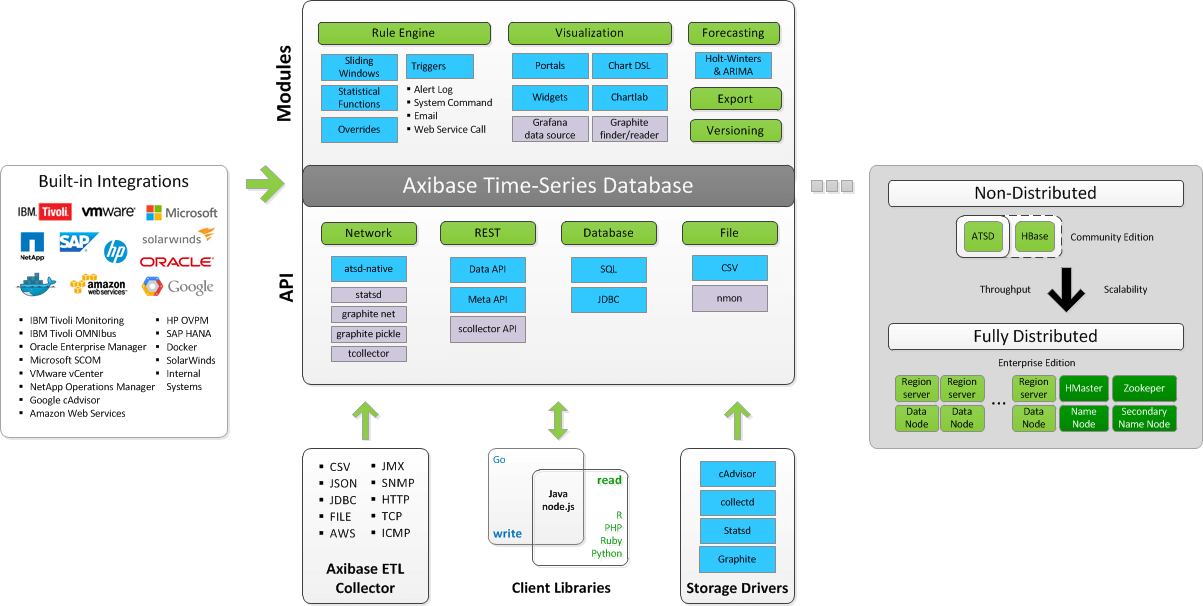 Modules
Rule Engine
Sliding
Windows
Triggers
Statistical
Functions
Overrides
▪ Alert Log
▪ System Command
▪ Email
▪ Web Service Call
Visualization
Portals
Chart DSL
Widgets
Chartlab
Grafana
data source
Graphite
finder/reader
Forecasting
Holt-Winters
& ARIMA
Export
Versioning
Axibase Time-Series Database
API
Network
atsd-native
statsd
graphite net
graphite pickle
tcollector
REST
Data API
Meta API
scollector API
Database
SQL
JDBC
File
CSV
nmon
Built-in Integrations
IBM. Tivoli.
vmware
Microsoft
NetApp
SAP
hp
solarwinds
ORACLE
amazon
webservices
Google
▪ IBM Tivoli Monitoring
▪ IBM Tivoli OMNIbus
▪ Oracle Enterprise Manager
▪ Microsoft SCOM
▪ VMware vCenter
▪ NetApp Operations Manager
▪ Google cAdvisor
▪ Amazon Web Services
▪ HP OVPM
▪ SAP HANA
▪ Docker
▪ SolarWinds
▪ Internal
Systems
▪ CSV
▪ JSON
▪ JDBC
▪ FILE
▪ AWS
▪ JMX
▪ SNMP
▪ HTTP
▪ TCP
▪ ICMP
Axibase ETL
Collector
Go
write
Java
node.js
read
R
PHP
Ruby
Python
Client Libraries
cAdvisor
collectd
Statsd
Graphite
Storage Drivers
Non-Distributed
ATSD
HBase
Community Edition
Throughput
Scalability
Fully Distributed
Enterprise Edition
Region
server
Region
server
...
Region
server
HMaster
Zookeper
Data
Node
Data
Node
Data
Node
Name
Node
Secondary
Name Node